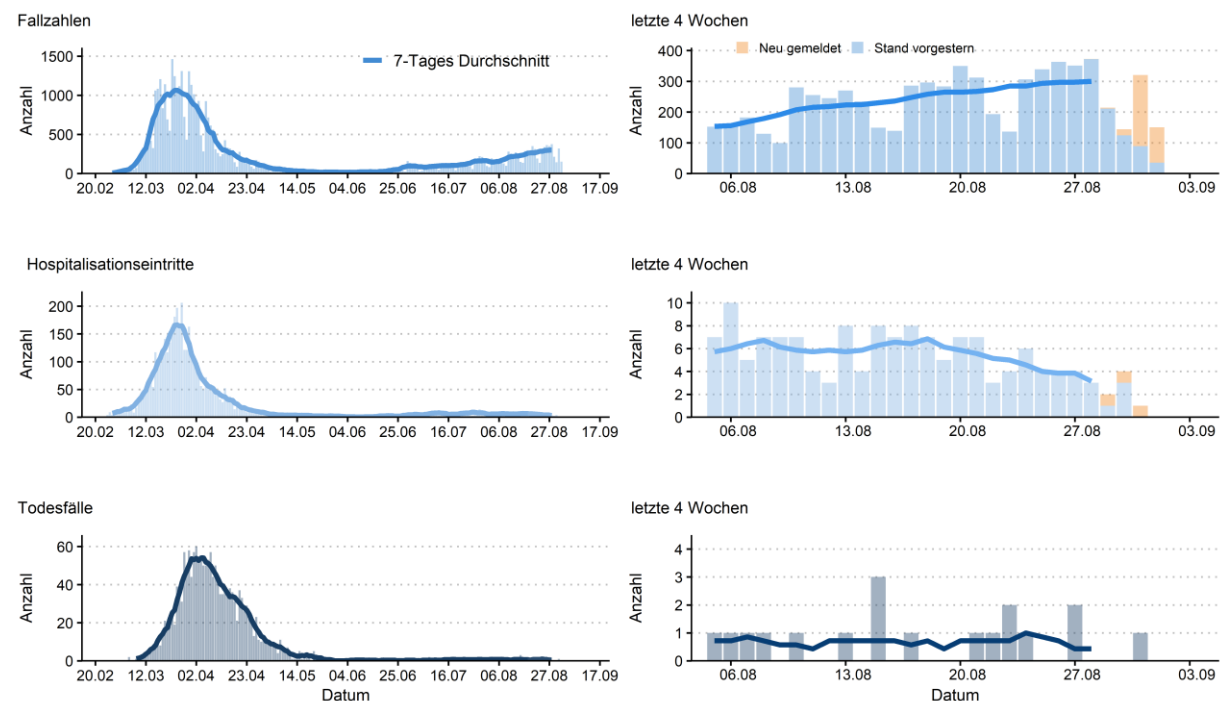 Fallzahlen
1500
1000
500
0
Anzahl
7-Tages Durchschnitt
20.02 12.03 02.04 23.04 14.05 04.06 25.06 16.07 06.08 27.08 17.09
letzte 4 Wochen
400
300
200
100
0
Anzahl
Neu gemeldet Stand vorgestern
06.08 13.08 20.08 27.08 03.09
Hospitalisationseintritte
200
150
100
50
0
Anzahl
20.02 12.03 02.04 23.04 14.05 04.06 25.06 16.07 06.08 27.08 17.09
letzte 4 Wochen
10
8
6
4
2
0
Anzahl
06.08 13.08 20.08 27.08 03.09
Todesfälle
60
40
20
0
Anzahl
20.02 12.03 02.04 23.04 14.05 04.06 25.06 16.07 06.08 27.08 17.09
Datum
letzte 4 Wochen
4
3
2
1
0
Anzahl
06.08 13.08 20.08 27.08 03.09
Datum